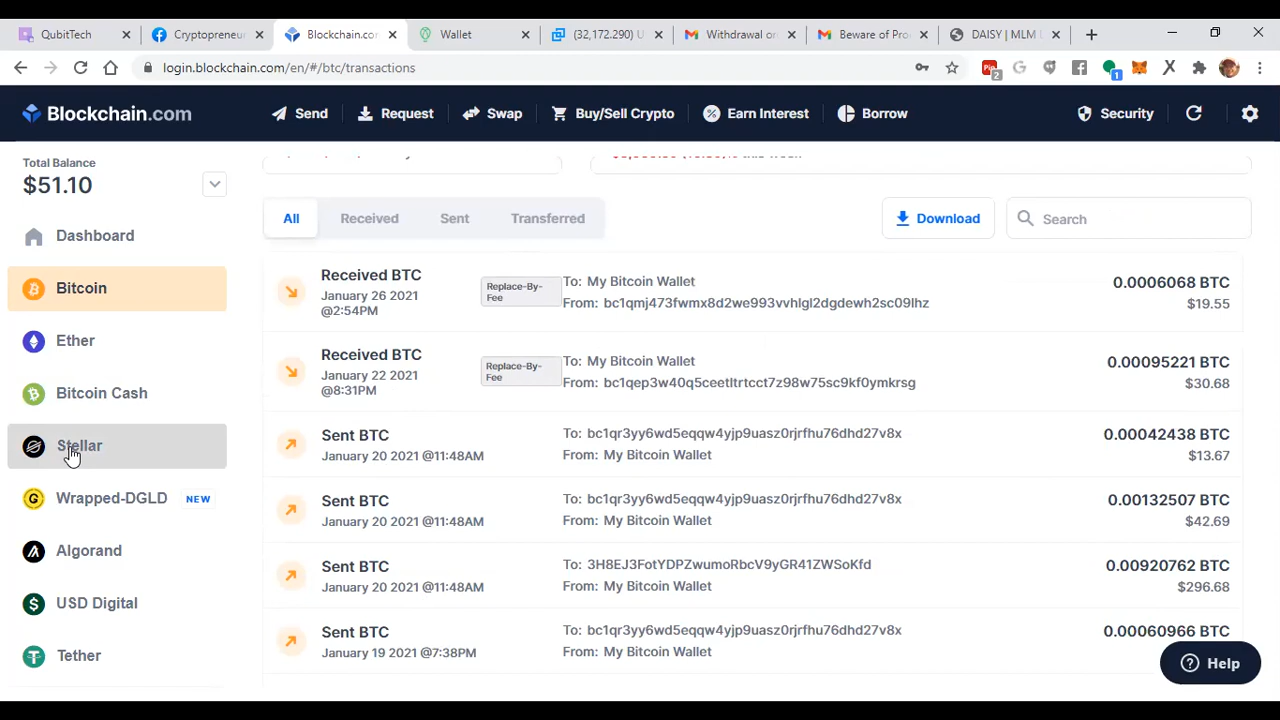 QubitTech
Cryptopreneu
Blockchain.co
Wallet
(32,172.290) U
Withdrawal o
Beware of Pro
DAISY | MLM
login.blockchain.com/en/#/btc/transactions
2
1
Blockchain.com
Send
Request
Swap
Buy/Sell Crypto
Earn Interest
Borrow
Security
Total Balance
$51.10
Dashboard
Bitcoin
Ether
Bitcoin Cash
Stellar
Wrapped-DGLD NEW
Algorand
USD Digital
Tether
All
Received
Sent
Transferred
Download
Search
Received BTC
January 26 2021
@2:54PM
Replace-By-
Fee
To: My Bitcoin Wallet
From: bc1qmj473fwmx8d2we993vvhlgl2dgdewh2sc09lhz
0.0006068 BTC
$19.55
Received BTC
January 22 2021
@8:31PM
Replace-By-
Fee
To: My Bitcoin Wallet
From: bc1qep3w40q5ceetltrtcct7z98w75sc9kf0ymkrsg
0.00095221 BTC
$30.68
Sent BTC
January 20 2021 @11:48AM
To: bc1qr3yy6wd5eqqw4yjp9uasz0rjrfhu76dhd27v8x
From: My Bitcoin Wallet
0.00042438 BTC
$13.67
Sent BTC
January 20 2021 @11:48AM
To: bc1qr3yy6wd5eqqw4yjp9uasz0rjrfhu76dhd27v8x
From: My Bitcoin Wallet
0.00132507 BTC
$42.69
Sent BTC
January 20 2021 @11:48AM
To: 3H8EJ3FotYDPZwumoRbcV9yGR41ZWSoKfd
From: My Bitcoin Wallet
0.00920762 BTC
$296.68
Sent BTC
January 19 2021 @7:38PM
To: bc1qr3yy6wd5eqqw4yjp9uasz0rjrfhu76dhd27v8x
From: My Bitcoin Wallet
0.00060966 BTC
Help